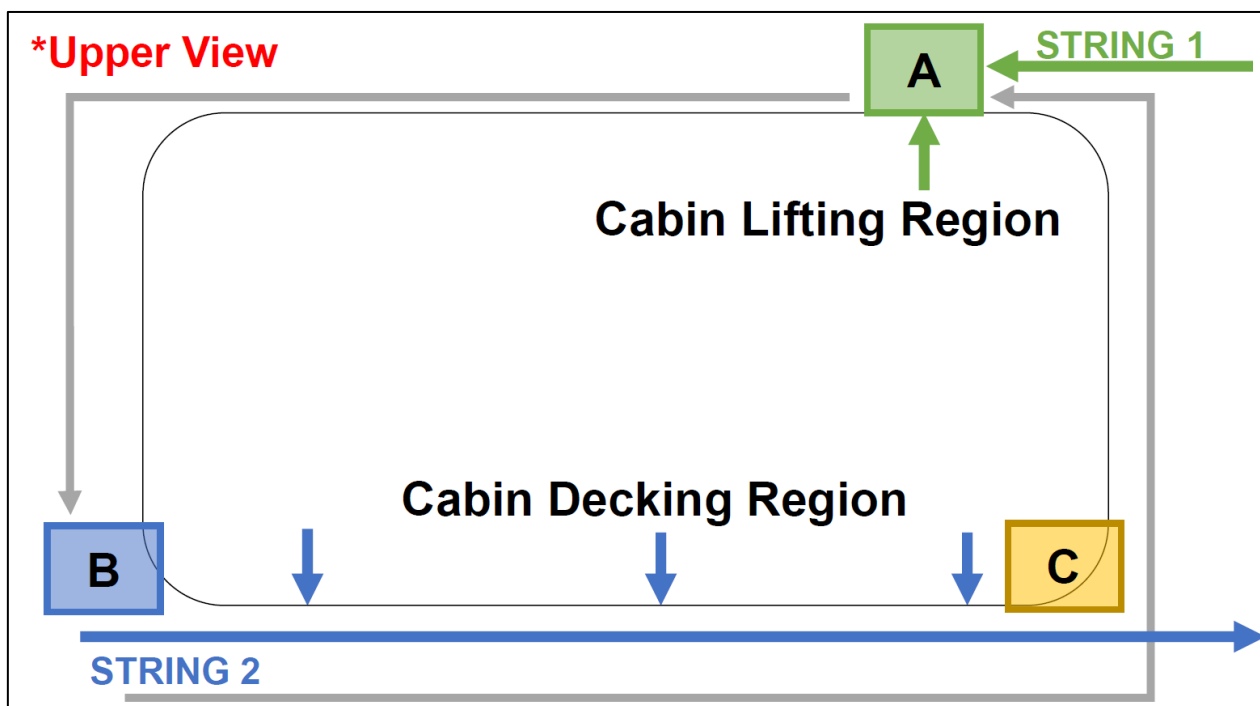 *Upper View
A
STRING 1
Cabin Lifting Region
Cabin Decking Region
B
C
STRING 2